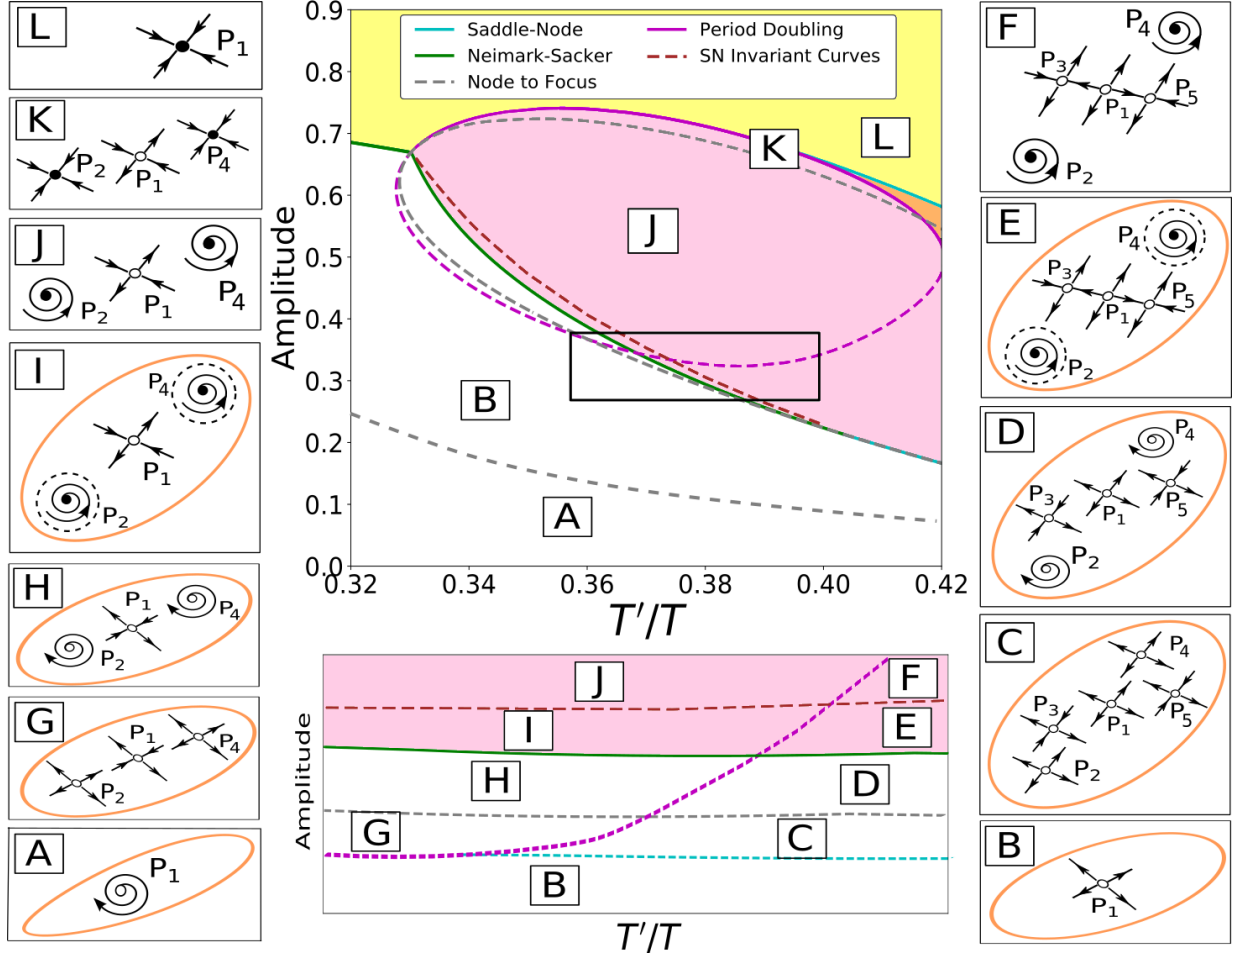 L
P1
K
P2
P1
P4
J
P2
P1
P4
I
P4
P1
P2
H
P1
P2
P4
G
P1
P2
P4
A
P1
0.9
0.8
0.7
0.6
0.5
0.4
0.3
0.2
0.1
0.0
Amplitude
Saddle-Node
Neimark-Sacker
Node to Focus
Period Doubling
SN Invariant Curves
K
L
J
B
A
0.32
0.34
0.36
0.38
0.40
0.42
T′/T
Amplitude
J
F
I
E
H
D
G
C
B
T′/T
F
P4
P3
P1
P5
P2
E
P4
P3
P1
P5
P2
D
P4
P3
P1
P5
P2
C
P4
P3
P1
P5
P2
B
P1